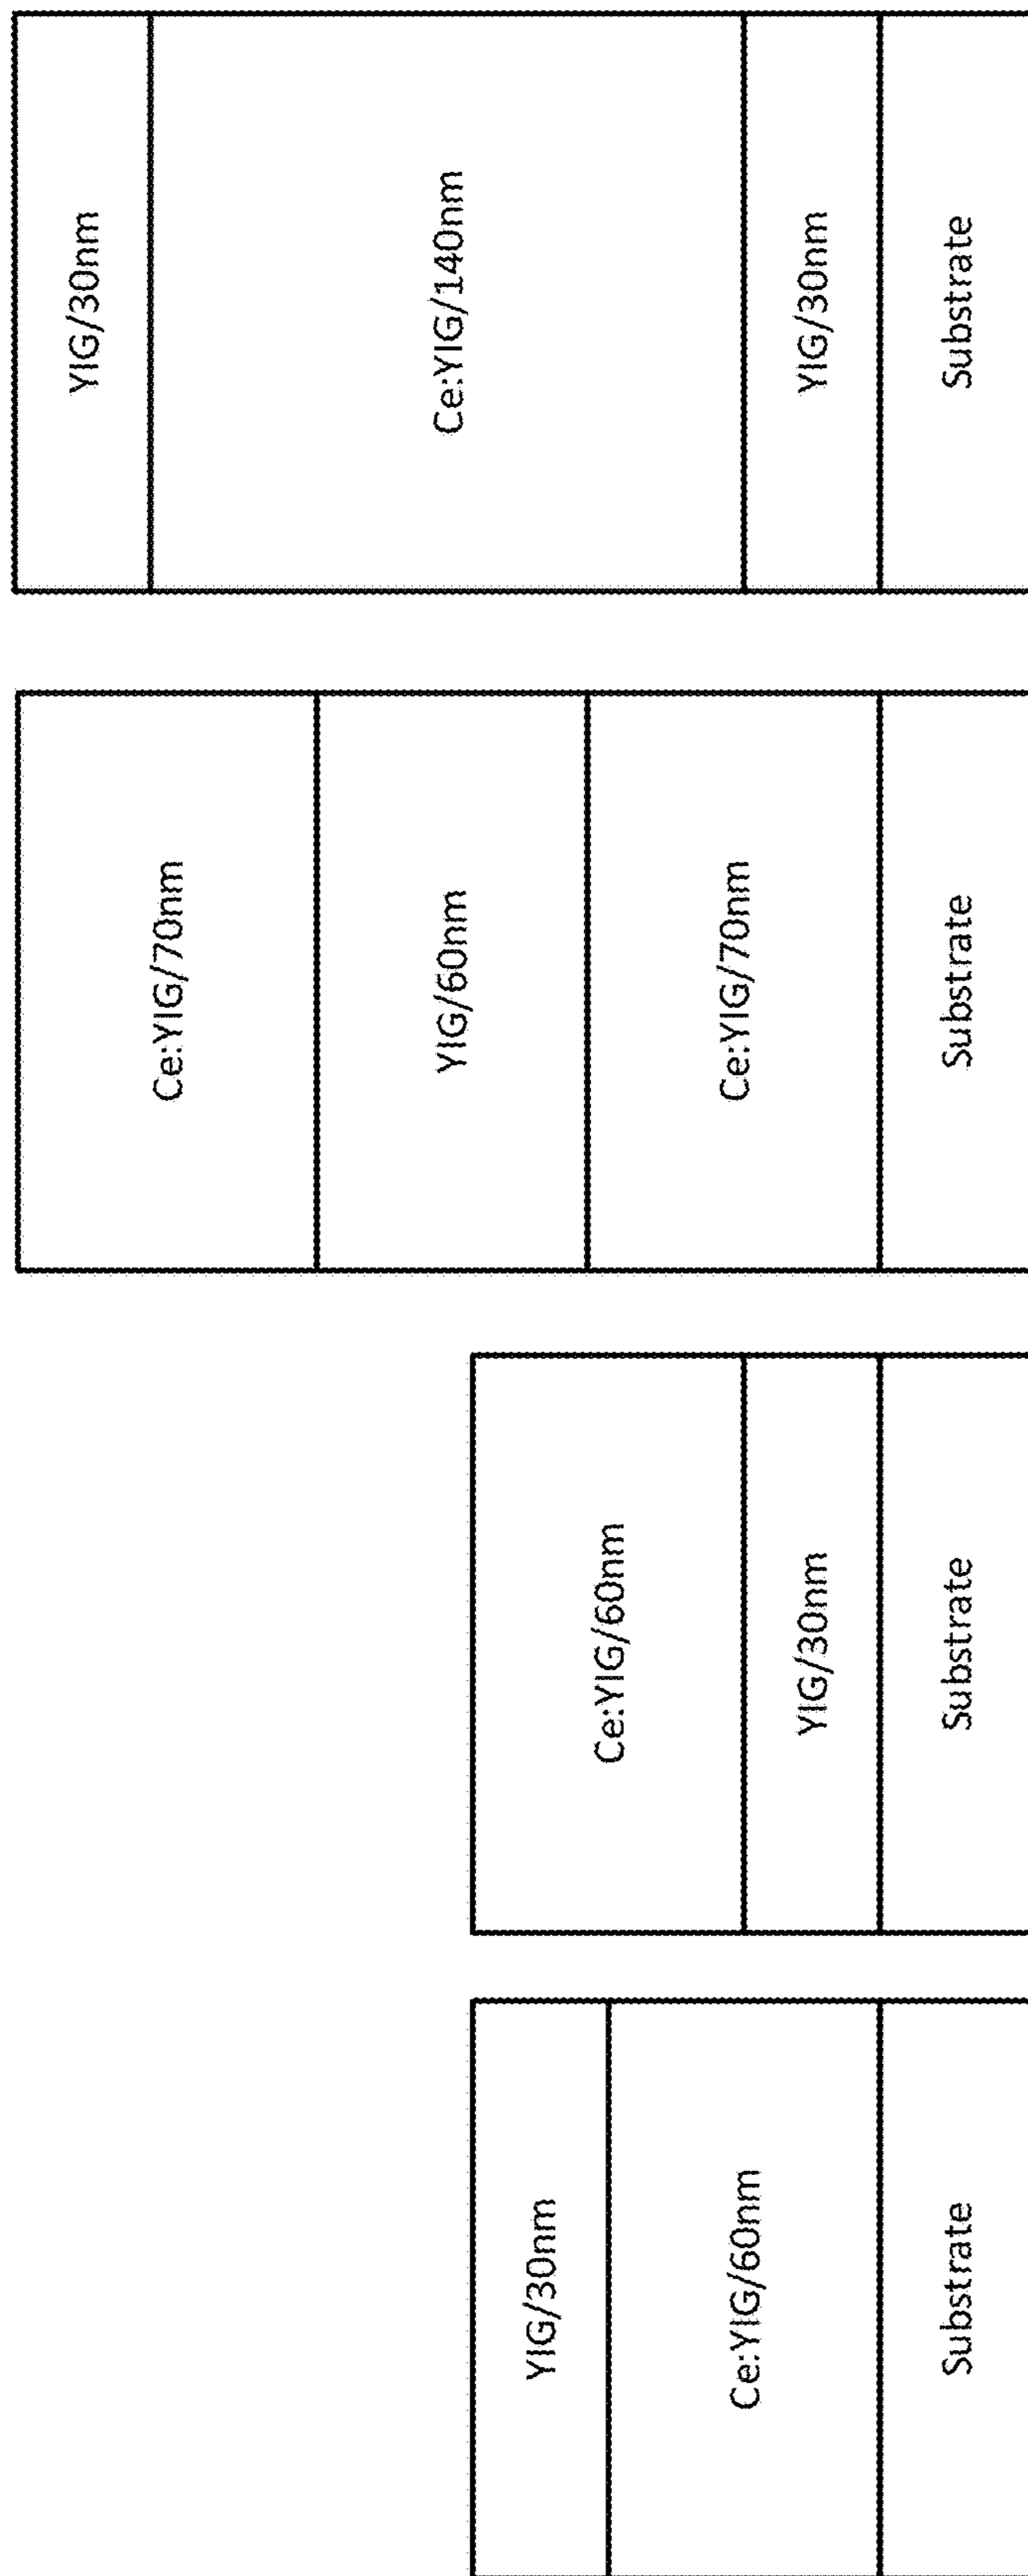 YIG/30nm
Ce:YIG/60nm
Substrate
Ce:YIG/60nm
YIG/30nm
Substrate
Ce:YIG/70nm
YIG/60nm
Ce:YIG/70nm
Substrate
YIG/30nm
Ce:YIG/140nm
YIG/30nm
Substrate